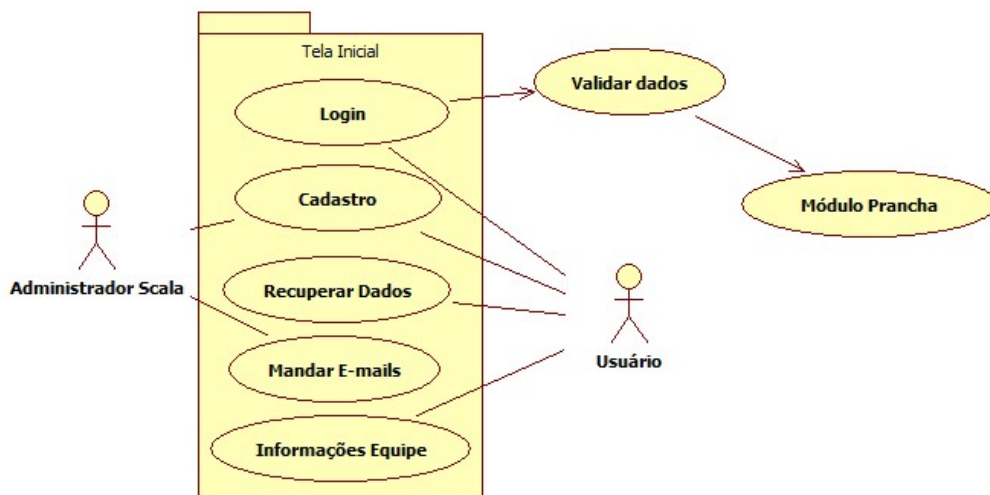 Tela Inicial
Login
Validar dados
Cadastro
Módulo Prancha
Administrador Scala
Recuperar Dados
Usuário
Mandar E-mails
Informações Equipe